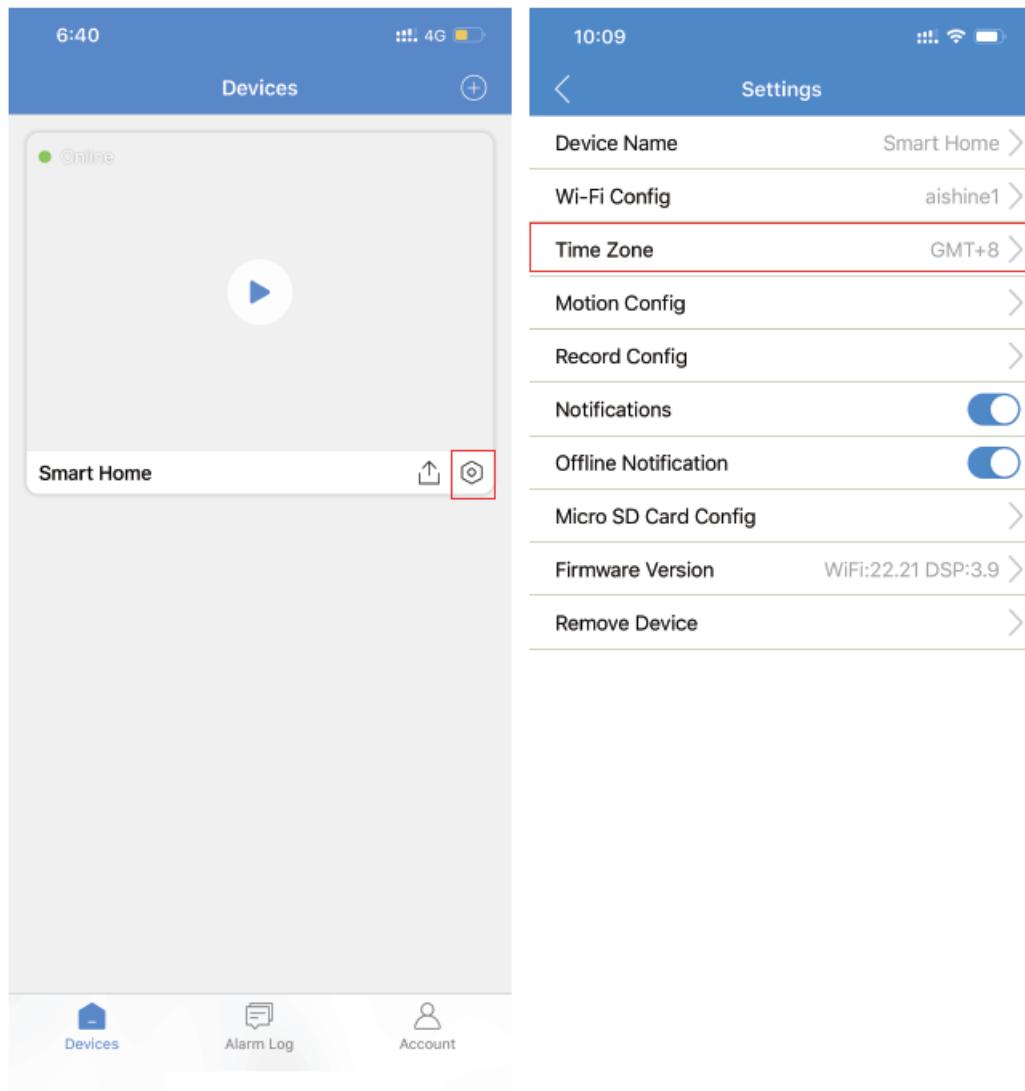 6:40
4G
Devices
Online
Smart Home
Devices
Alarm Log
Account
10:09
Settings
Device Name Smart Home
Wi-Fi Config aishine1
Time Zone GMT+8
Motion Config
Record Config
Notifications
Offline Notification
Micro SD Card Config
Firmware Version WiFi:22.21 DSP:3.9
Remove Device